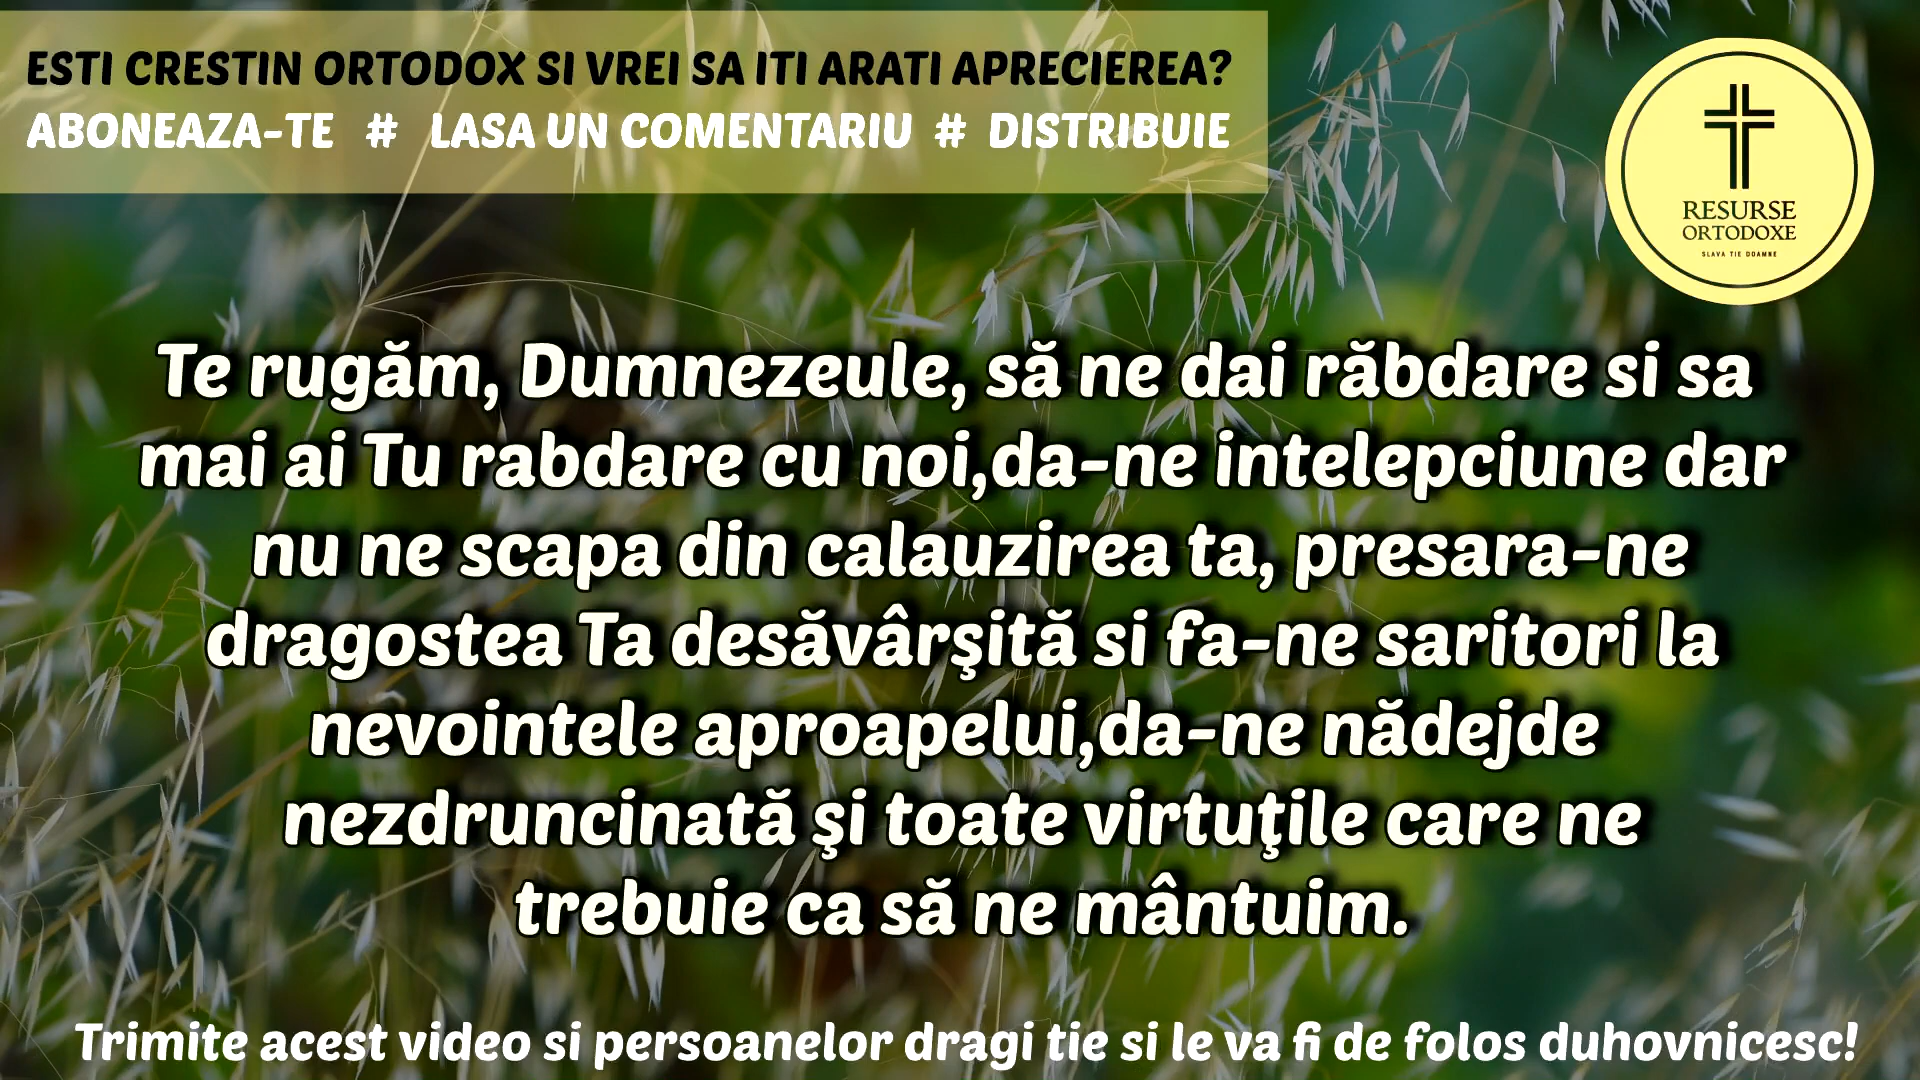 ESTI CRESTIN ORTODOX SI VREI SA ITI ARATI APRECIEREA?
ABONEAZA-TE # LASA UN COMENTARIU # DISTRIBUIE
RESURSE
ORTODOXE
SLAVA TIE DOAMNE
Te rugăm, Dumnezeule, să ne dai răbdare si sa
mai ai Tu rabdare cu noi,da-ne intelepciune dar
nu ne scapa din calauzirea ta, presara-ne
dragostea Ta desăvârşită si fa-ne saritori la
nevointele aproapelui,da-ne nădejde
nezdruncinată şi toate virtuţile care ne
trebuie ca să ne mântuim.
Trimite acest video si persoanelor dragi tie si le va fi de folos duhovnicesc!